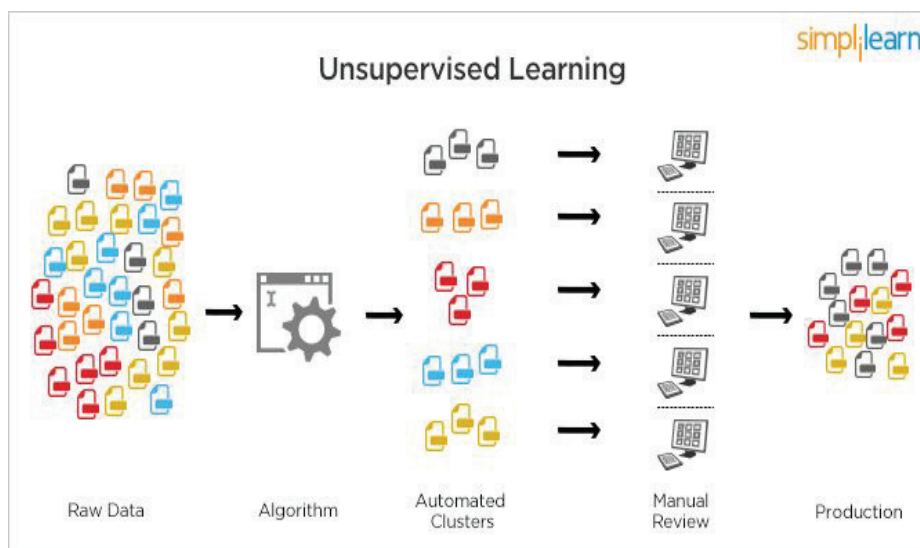 simplilearn
Unsupervised Learning
Raw Data
Algorithm
Automated
Clusters
Manual
Review
Production